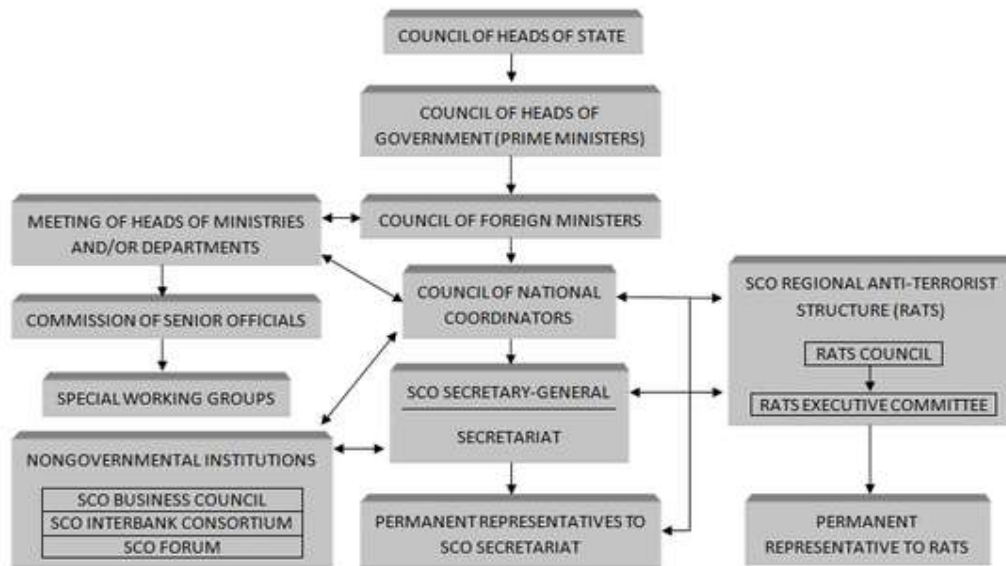 COUNCIL OF HEADS OF STATE
COUNCIL OF HEADS OF
GOVERNMENT (PRIME MINISTERS)
MEETING OF HEADS OF MINISTRIES
AND/OR DEPARTMENTS
COUNCIL OF FOREIGN MINISTERS
COMMISSION OF SENIOR OFFICIALS
COUNCIL OF NATIONAL
COORDINATORS
SCO REGIONAL ANTI-TERRORIST
STRUCTURE (RATS)
RATS COUNCIL
RATS EXECUTIVE COMMITTEE
SPECIAL WORKING GROUPS
SCO SECRETARY-GENERAL
SECRETARIAT
NONGOVERNMENTAL INSTITUTIONS
SCO BUSINESS COUNCIL
SCO INTERBANK CONSORTIUM
SCO FORUM
PERMANENT REPRESENTATIVES TO
SCO SECRETARIAT
PERMANENT
REPRESENTATIVE TO RATS